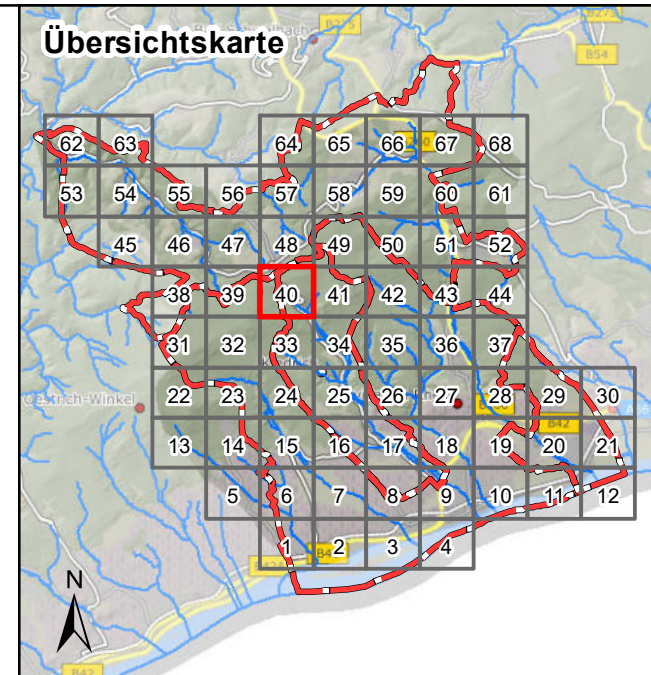 Übersichtskarte
B275
B54
62 63 64 65 66 67 68
53 54 55 56 57 58 59 60 61
45 46 47 48 49 50 51 52
38 39 40 41 42 43 44
31 32 33 34 35 36 37
22 23 24 25 26 27 28 29 30
Oestrich-Winkel
B42
13 14 15 16 17 18 19 20 21
5 6 7 8 9 10 11 12
1 2 3 4
N
B42